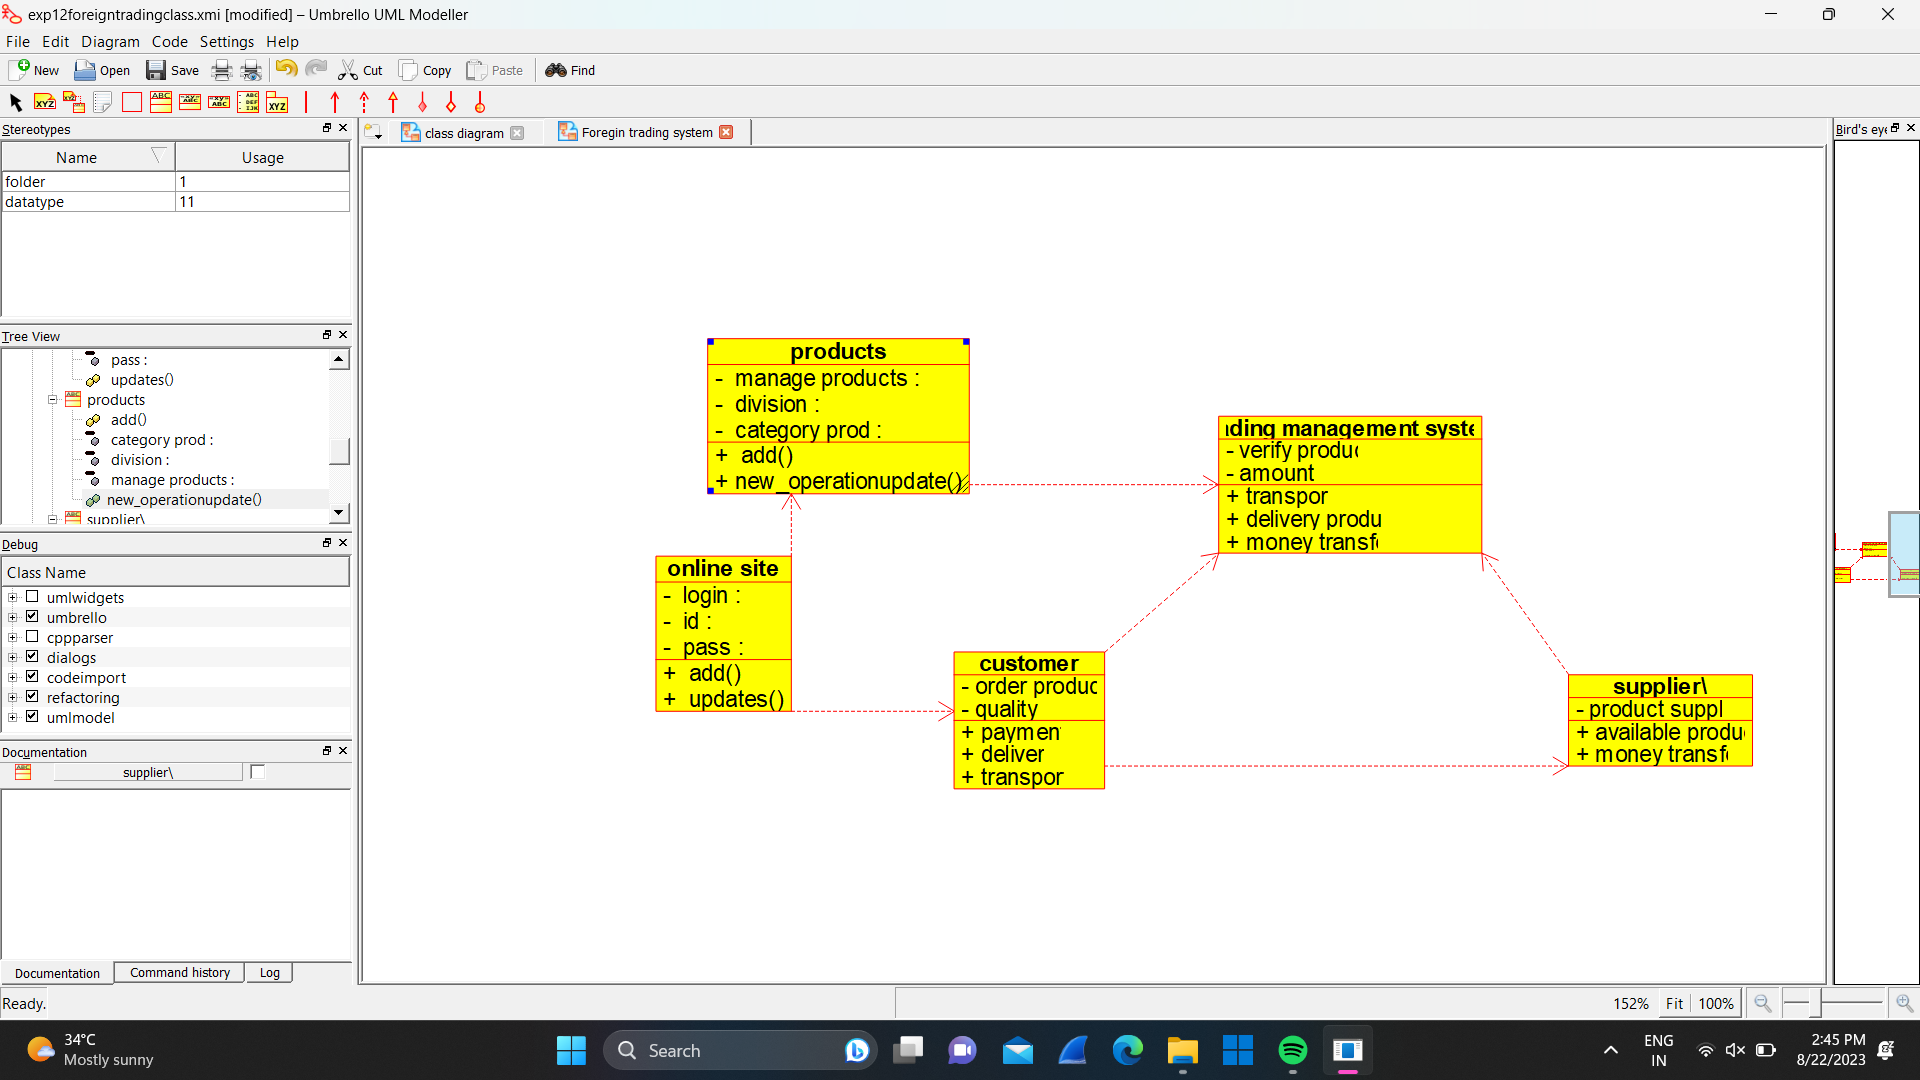 exp12foreigntradingclass.xmi [modified] – Umbrello UML Modeller
File Edit Diagram Code Settings Help
New Open Save Cut Copy Paste Find
Stereotypes
Name Usage
folder 1
datatype 11
Tree View
pass :
updates()
products
add()
category prod :
division :
manage products :
new_operationupdate()
supplier\
Debug
Class Name
umlwidgets
umbrello
cppparser
dialogs
codeimport
refactoring
umlmodel
Documentation
supplier\
Documentation Command history Log
Ready.
class diagram Foregin trading system
Bird's eye
products
- manage products :
- division :
- category prod :
+ add()
+ new_operationupdate()
online site
- login :
- id :
- pass :
+ add()
+ updates()
ding management syste
- verify produc
- amount
+ transpor
+ delivery produ
+ money transf
customer
- order produc
- quality
+ paymen
+ deliver
+ transpor
supplier\
- product suppl
+ available produ
+ money transf
152% Fit 100%
34°C
Mostly sunny
Search
ENG
IN
2:45 PM
8/22/2023